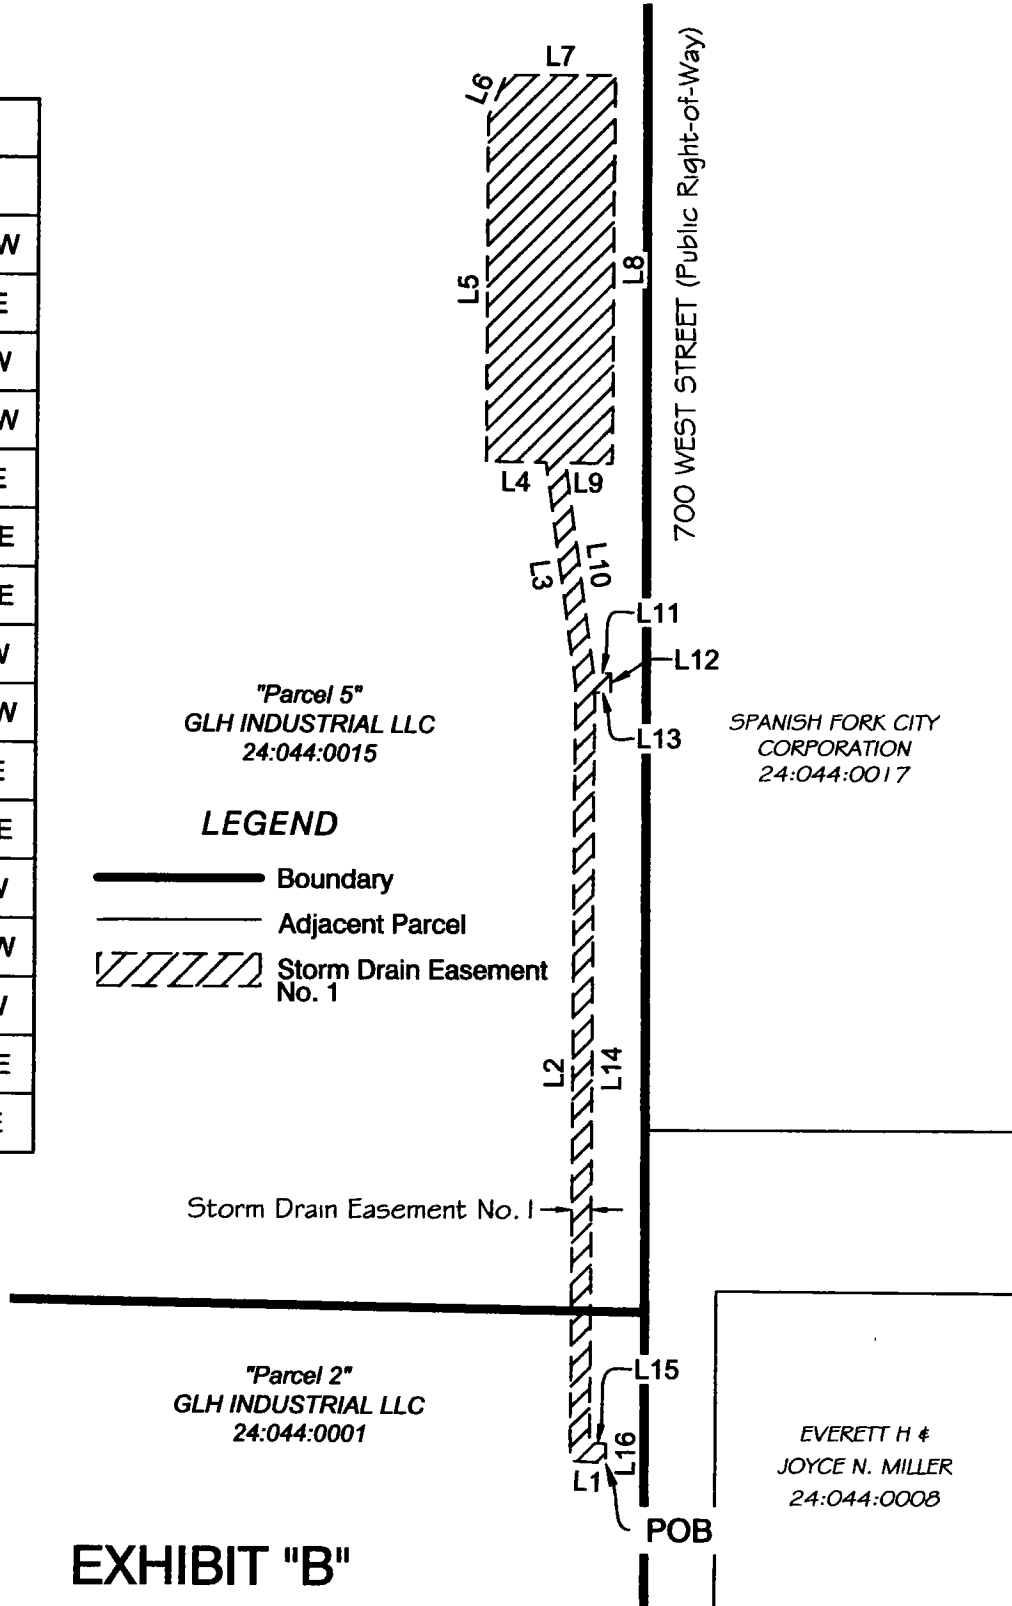 L7
L6
W
E
W
W
E
E
E
W
W
E
E
W
W
W
E
E
L5
L8
700 WEST STREET (Public Right-of-Way)
L4
L9
L3
L10
L11
L12
L13
"Parcel 5"
GLH INDUSTRIAL LLC
24:044:0015
SPANISH FORK CITY
CORPORATION
24:044:0017
LEGEND
Boundary
Adjacent Parcel
Storm Drain Easement
No. 1
L2
L14
Storm Drain Easement No. 1
"Parcel 2"
GLH INDUSTRIAL LLC
24:044:0001
L15
L16
L1
POB
EVERETT H &
JOYCE N. MILLER
24:044:0008
EXHIBIT "B"